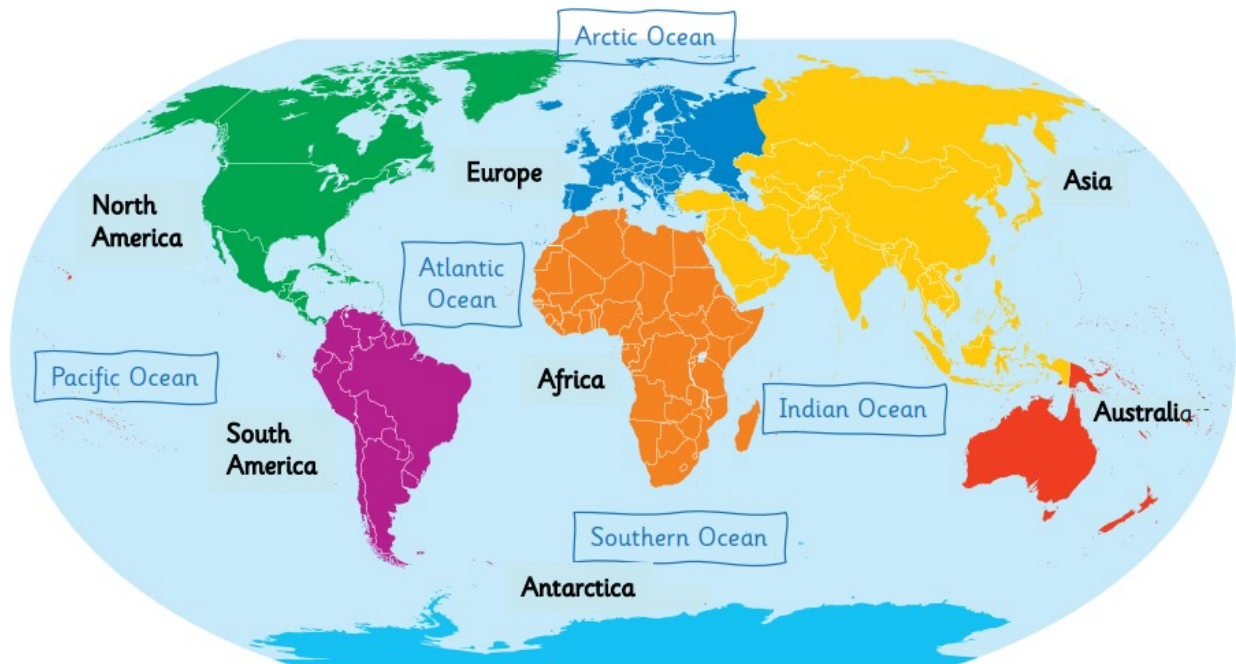 Arctic Ocean
Europe
Asia
North
America
Atlantic
Ocean
Pacific Ocean
Africa
Indian Ocean
Australia
South
America
Southern Ocean
Antarctica